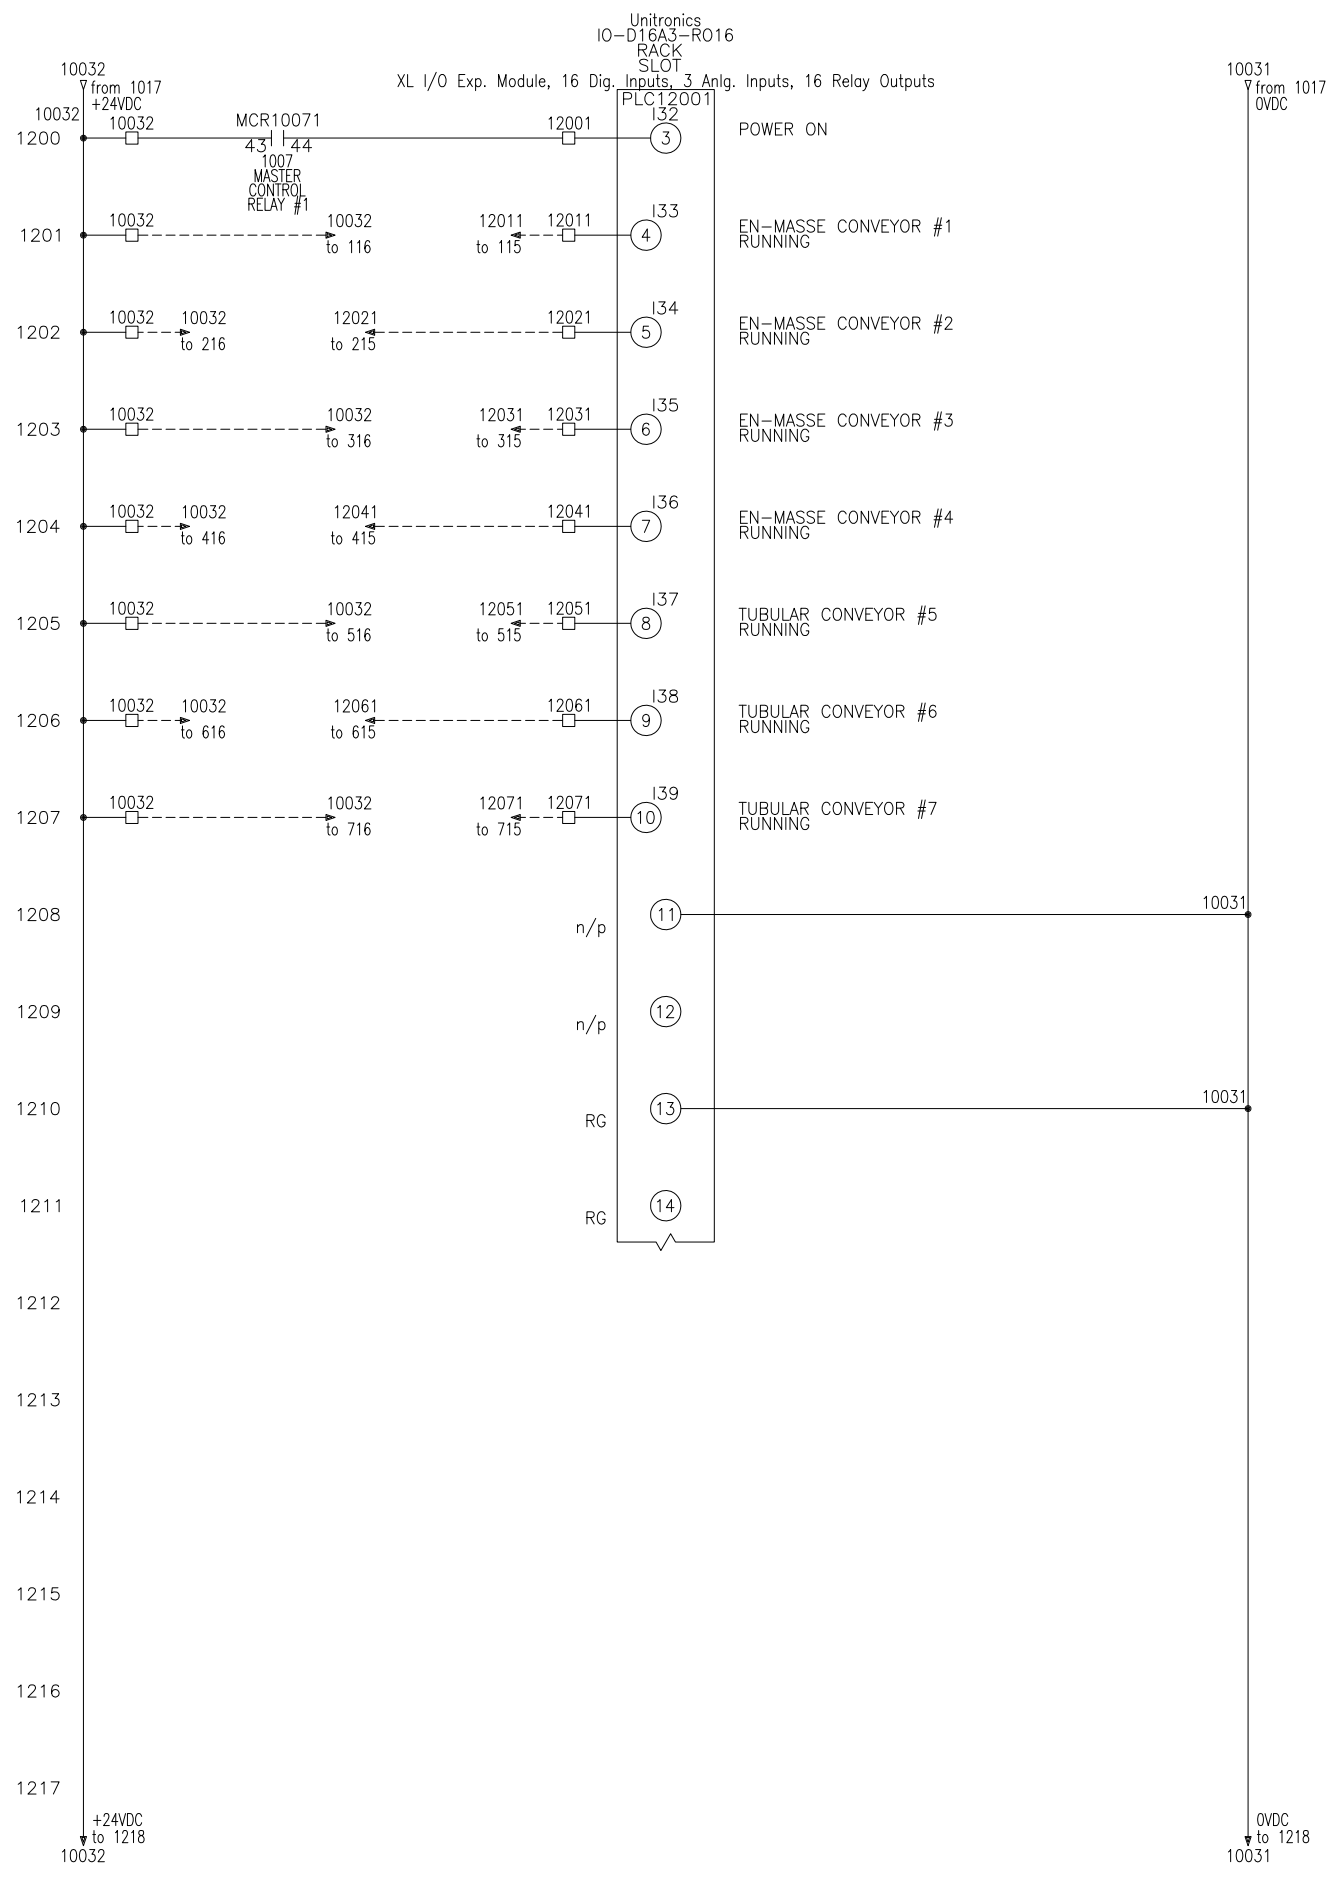 Unitronics
IO-D16A3-RO16
RACK
SLOT
XL I/O Exp. Module, 16 Dig. Inputs, 3 Anlg. Inputs, 16 Relay Outputs
10032
from 1017
+24VDC
10031
from 1017
0VDC
PLC12001
10032
1200
10032
MCR10071
43 44
1007
MASTER
CONTROL
RELAY #1
12001
I32
3
POWER ON
1201
10032
10032
to 116
12011
to 115
12011
I33
4
EN-MASSE CONVEYOR #1
RUNNING
1202
10032
10032
to 216
12021
to 215
12021
I34
5
EN-MASSE CONVEYOR #2
RUNNING
1203
10032
10032
to 316
12031
to 315
12031
I35
6
EN-MASSE CONVEYOR #3
RUNNING
1204
10032
10032
to 416
12041
to 415
12041
I36
7
EN-MASSE CONVEYOR #4
RUNNING
1205
10032
10032
to 516
12051
to 515
12051
I37
8
TUBULAR CONVEYOR #5
RUNNING
1206
10032
10032
to 616
12061
to 615
12061
I38
9
TUBULAR CONVEYOR #6
RUNNING
1207
10032
10032
to 716
12071
to 715
12071
I39
10
TUBULAR CONVEYOR #7
RUNNING
1208
n/p
11
10031
1209
n/p
12
1210
RG
13
10031
1211
RG
14
1212
1213
1214
1215
1216
1217
+24VDC
to 1218
10032
0VDC
to 1218
10031